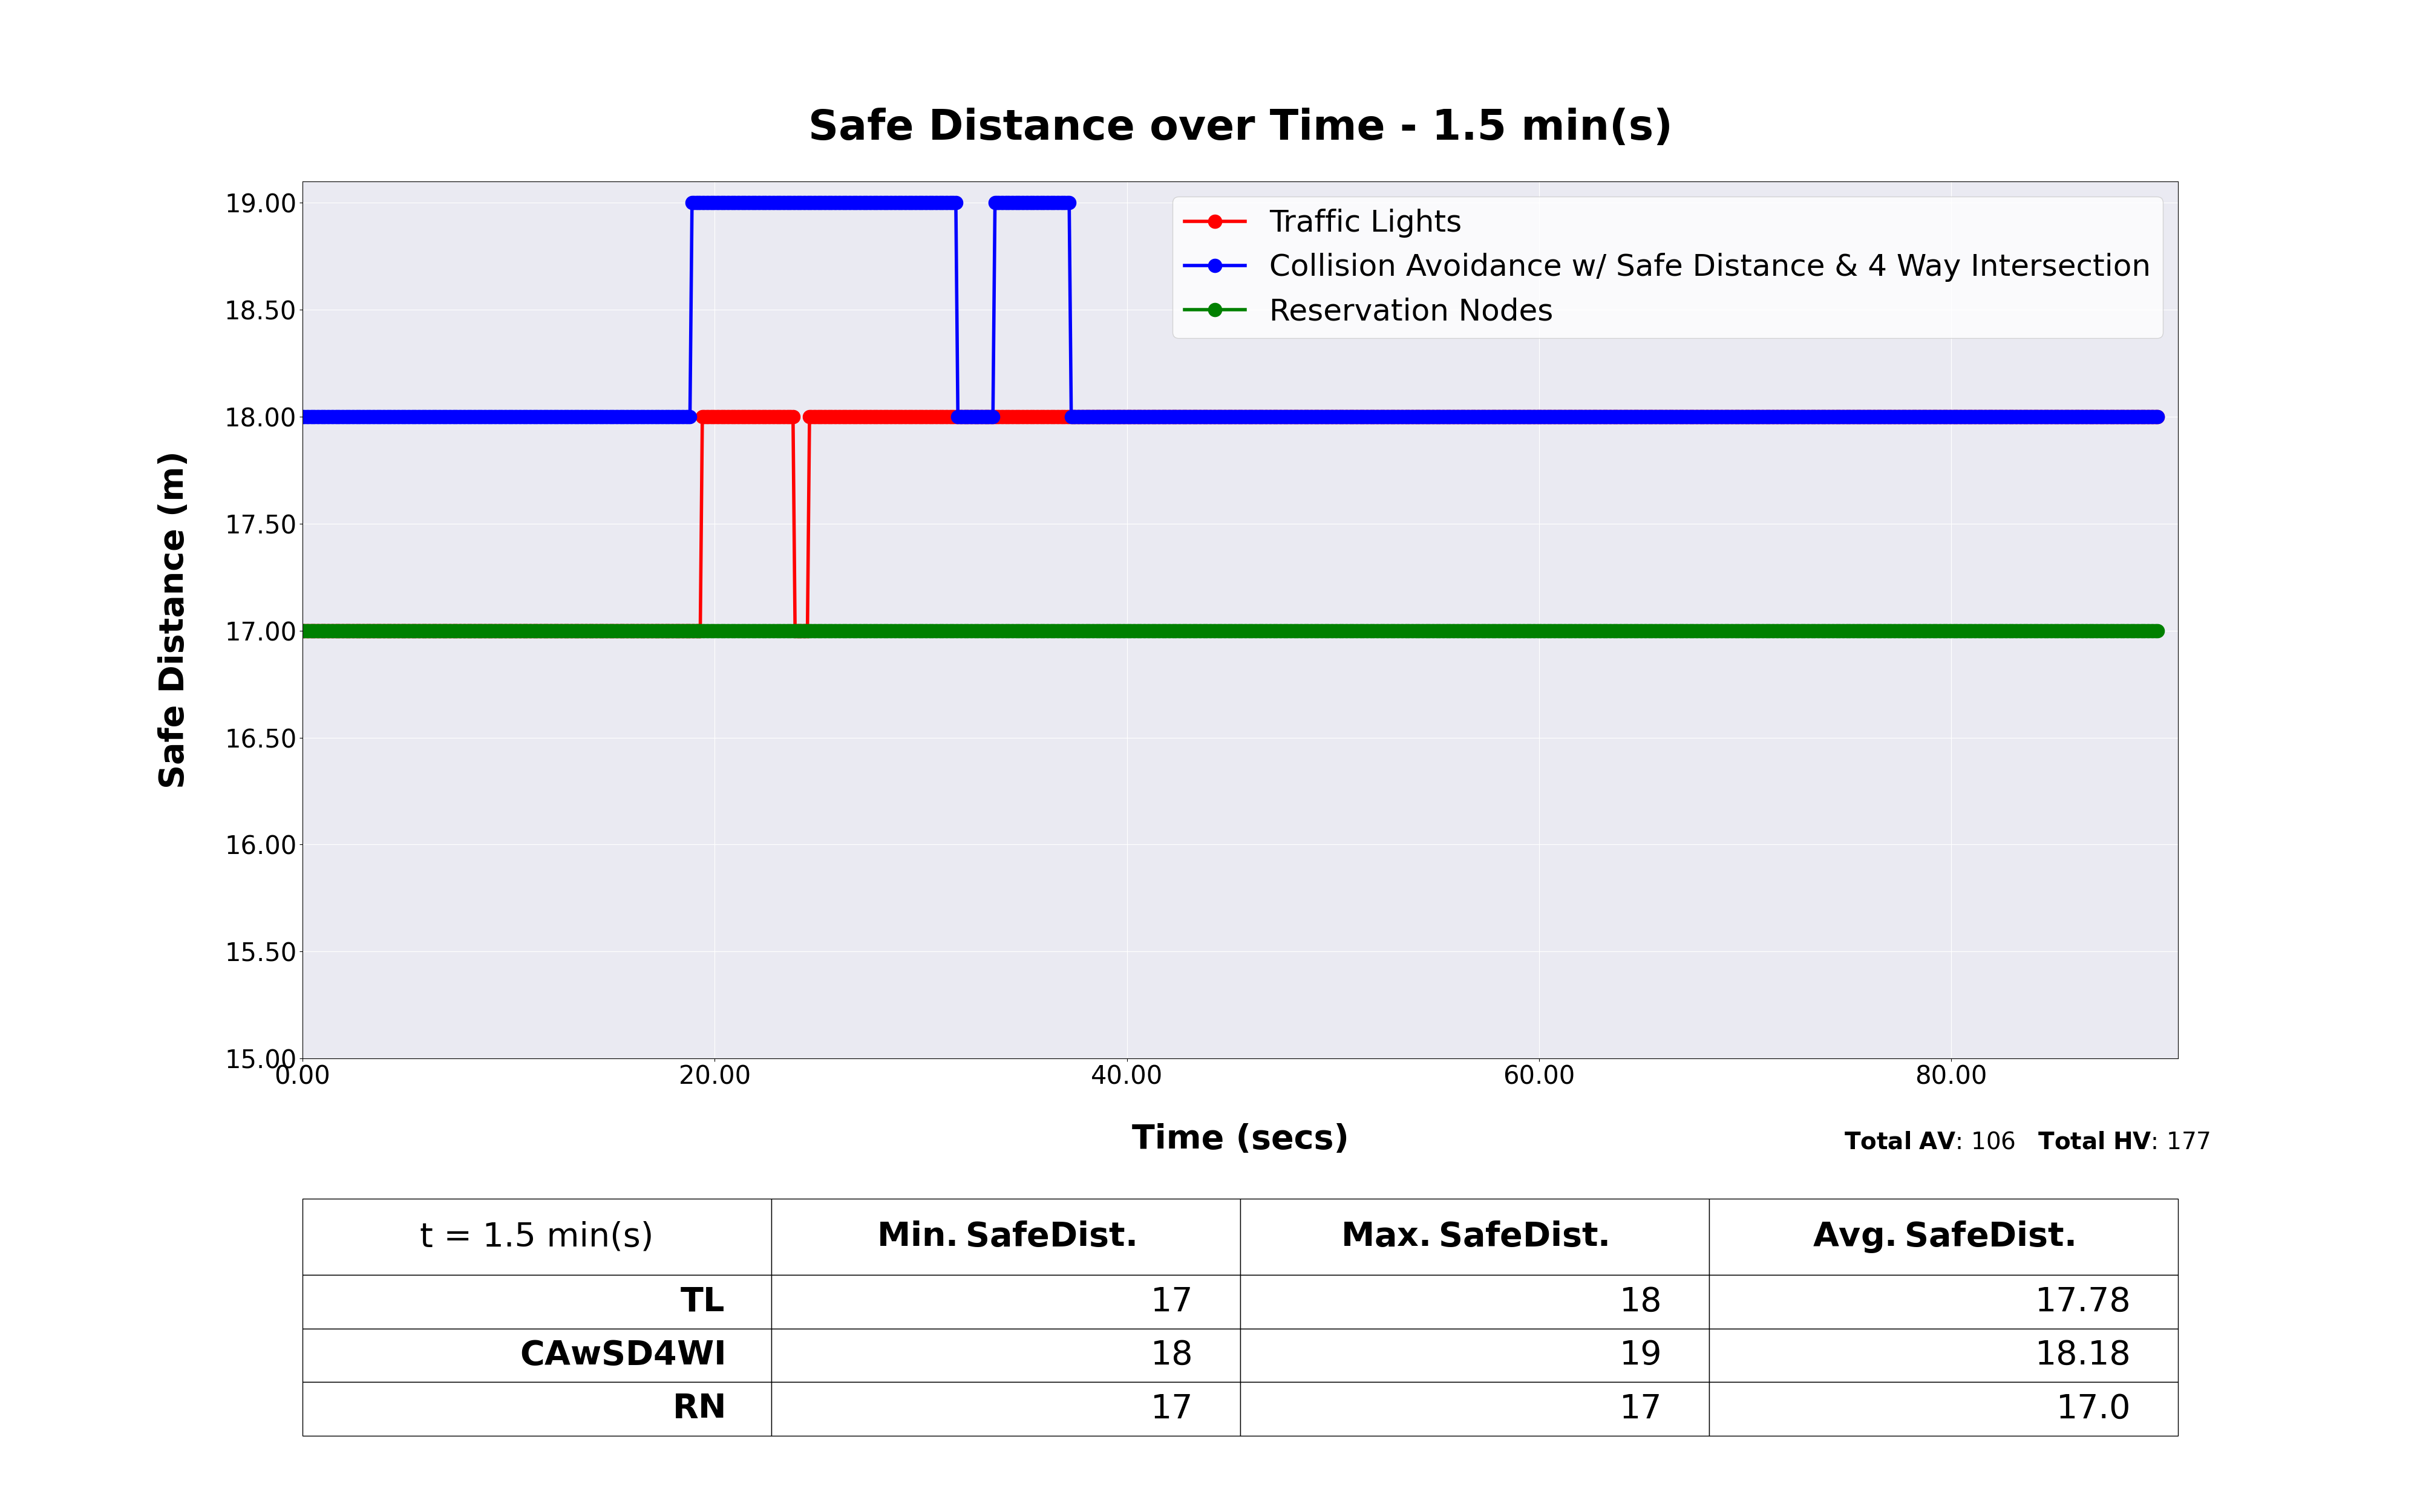 Safe Distance over Time - 1.5 min(s)
19.00
18.50
18.00
17.50
17.00
16.50
16.00
15.50
15.00
Safe Distance (m)
Traffic Lights
Collision Avoidance w/ Safe Distance & 4 Way Intersection
Reservation Nodes
0.00 20.00 40.00 60.00 80.00
Time (secs)
Total AV: 106 Total HV: 177
t = 1.5 min(s) Min. SafeDist. Max. SafeDist. Avg. SafeDist.
TL 17 18 17.78
CAwSD4WI 18 19 18.18
RN 17 17 17.0